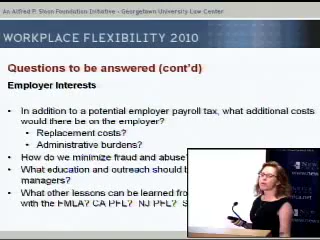 An Alfred P. Sloan Foundation Initiative - Georgetown University Law Center
WORKPLACE FLEXIBILITY 2010
Questions to be answered (cont'd)
Employer Interests
• In addition to a potential employer payroll tax, what additional costs
would there be on the employer?
• Replacement costs?
• Administrative burdens?
• How do we minimize fraud and abuse?
• What education and outreach should b
managers?
• What other lessons can be learned fro
with the FMLA? CA PFL? NJ PFL? S